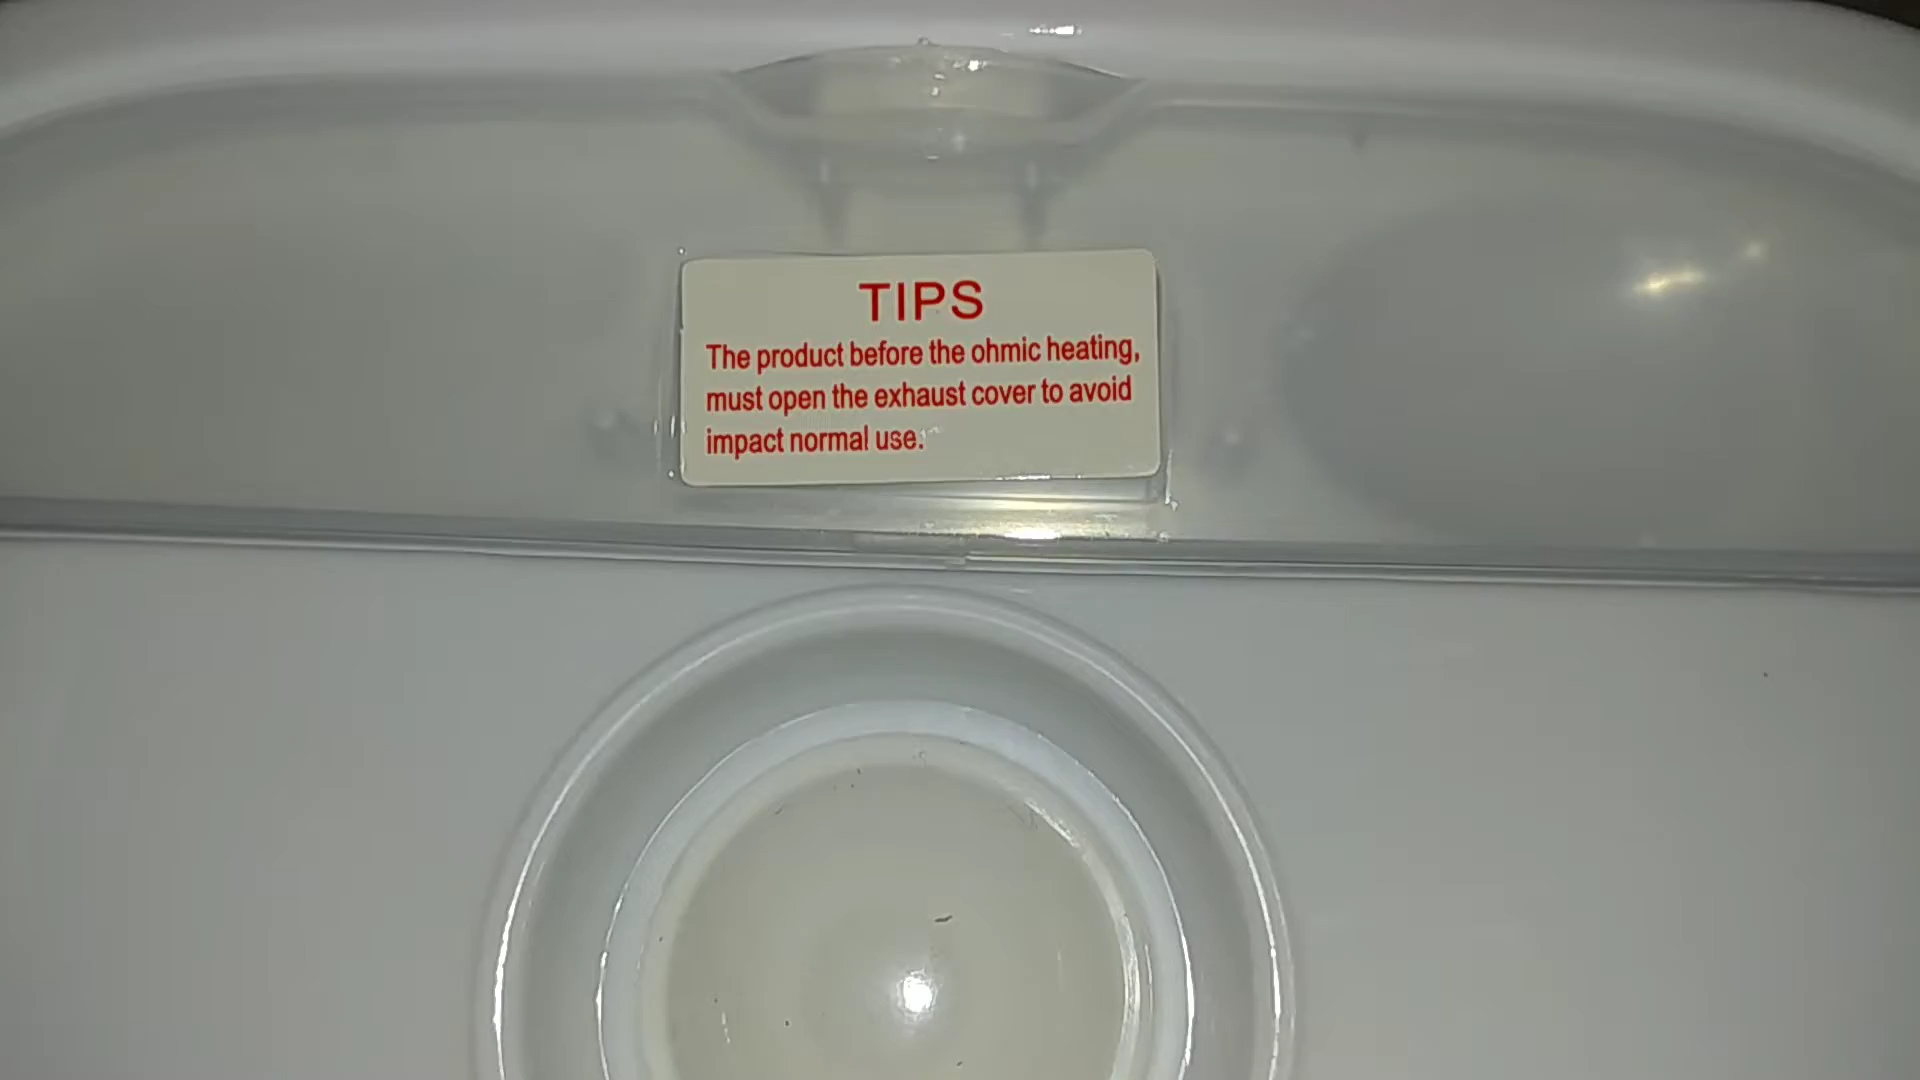 TIPS
The product before the ohmic heating,
must open the exhaust cover to avoid
impact normal use.